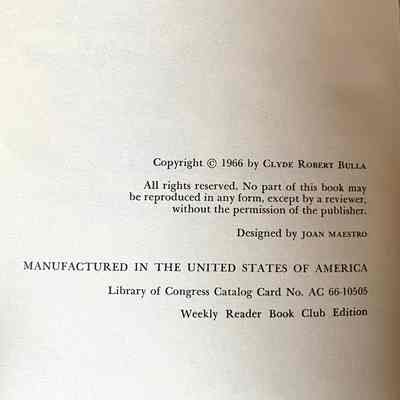 Copyright © 1966 by CLYDE ROBERT BULLA
All rights reserved. No part of this book may
be reproduced in any form, except by a reviewer,
without the permission of the publisher.
Designed by JOAN MAESTRO
MANUFACTURED IN THE UNITED STATES OF AMERICA
Library of Congress Catalog Card No. AC 66-10505
Weekly Reader Book Club Edition